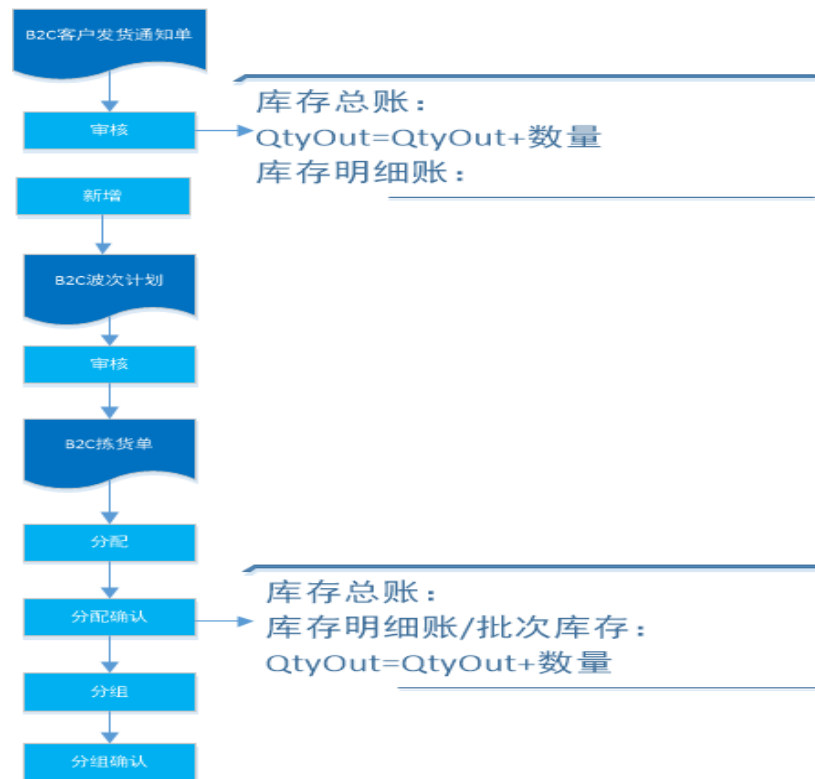 B2C客户发货通知单
审核
库存总账：
QtyOut=QtyOut+数量
库存明细账：
新增
B2C波次计划
审核
B2C拣货单
分配
分配确认
库存总账：
库存明细账/批次库存：
QtyOut=QtyOut+数量
分组
分组确认